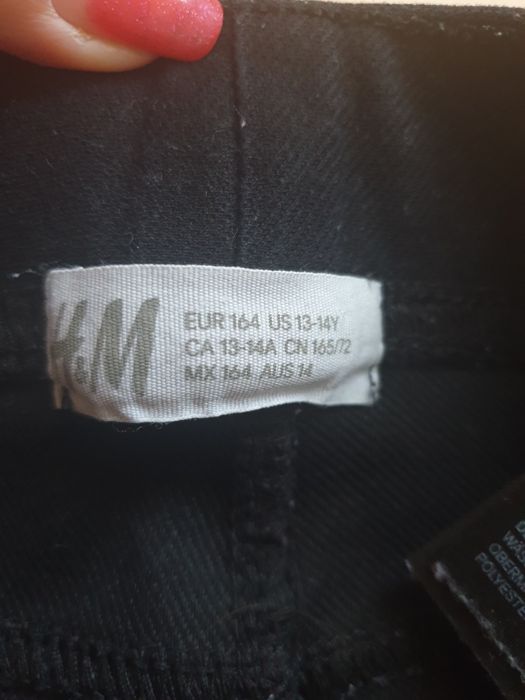 H&M
EUR 164 US 13-14Y
CA 13-14A CN 165/72
MX 164 AUS 14